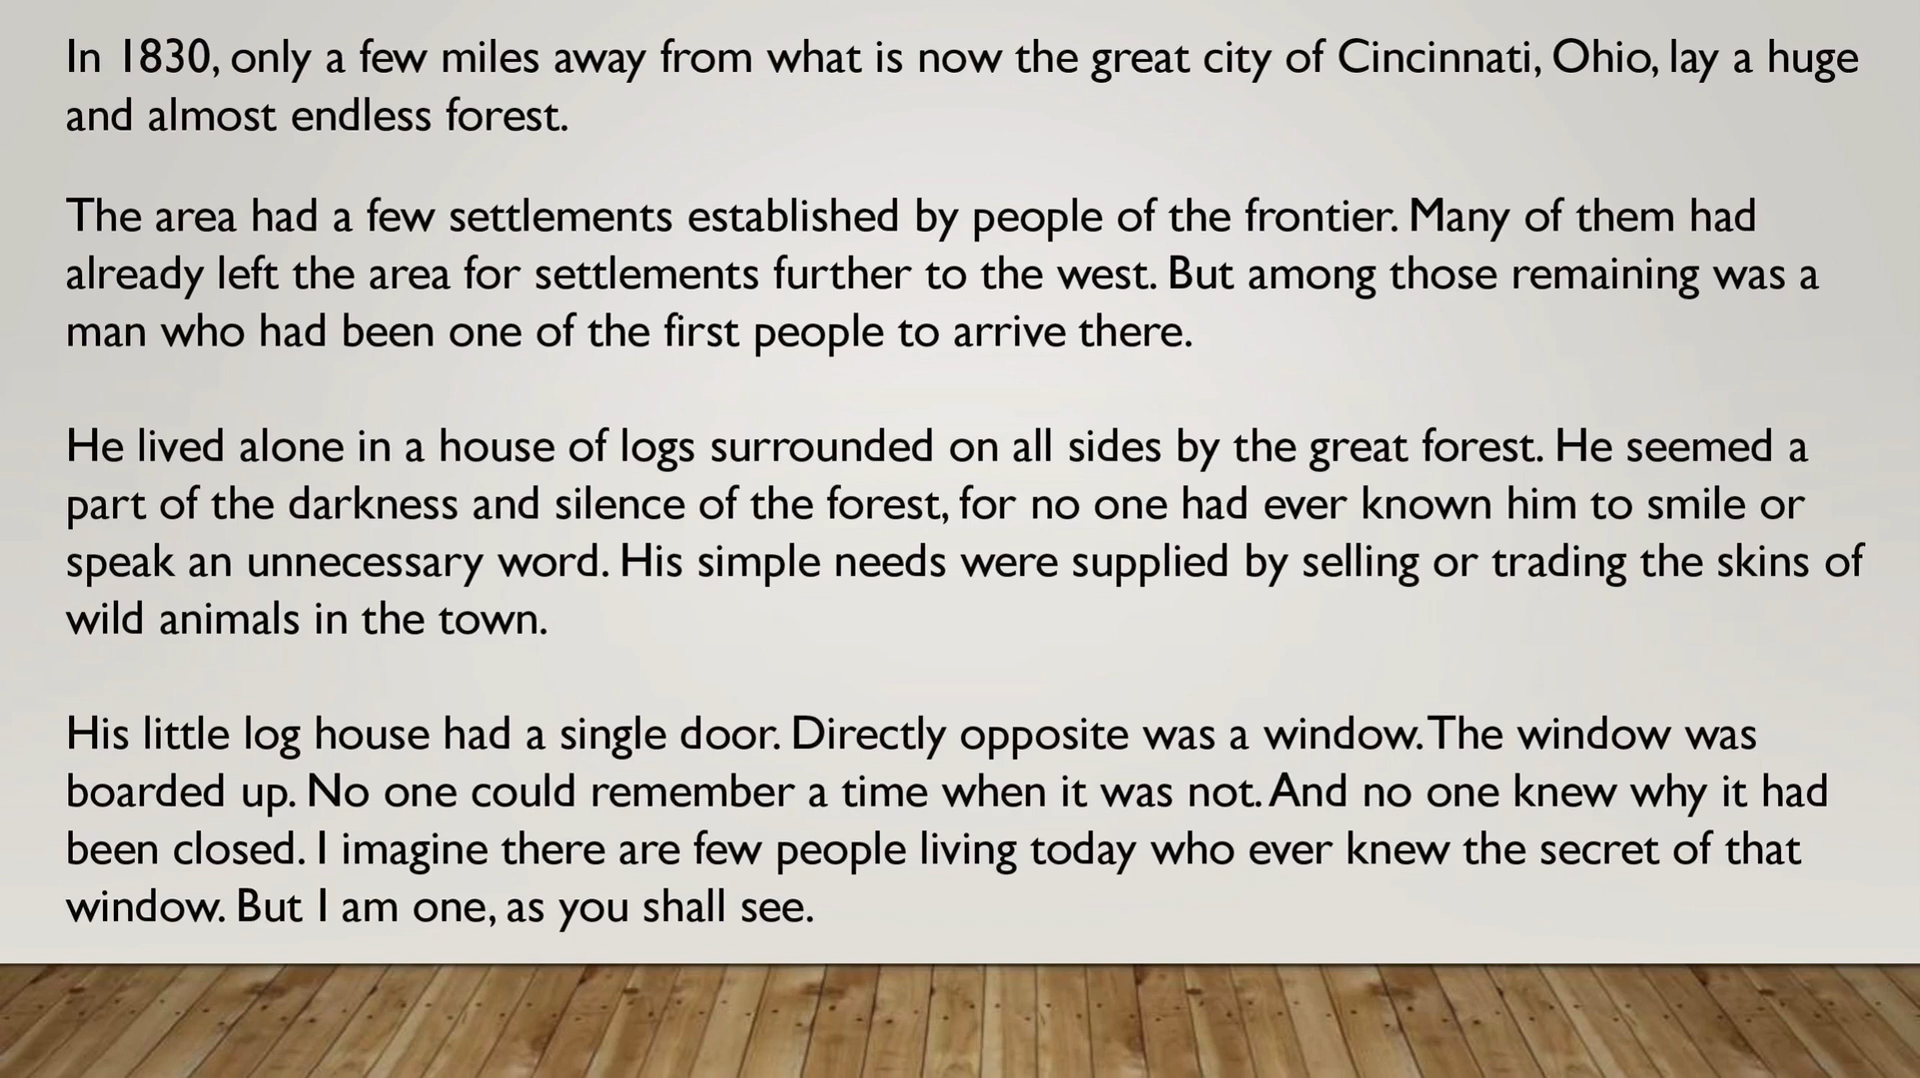 In 1830, only a few miles away from what is now the great city of Cincinnati, Ohio, lay a huge
and almost endless forest.
The area had a few settlements established by people of the frontier. Many of them had
already left the area for settlements further to the west. But among those remaining was a
man who had been one of the first people to arrive there.
He lived alone in a house of logs surrounded on all sides by the great forest. He seemed a
part of the darkness and silence of the forest, for no one had ever known him to smile or
speak an unnecessary word. His simple needs were supplied by selling or trading the skins of
wild animals in the town.
His little log house had a single door. Directly opposite was a window. The window was
boarded up. No one could remember a time when it was not. And no one knew why it had
been closed. I imagine there are few people living today who ever knew the secret of that
window. But I am one, as you shall see.